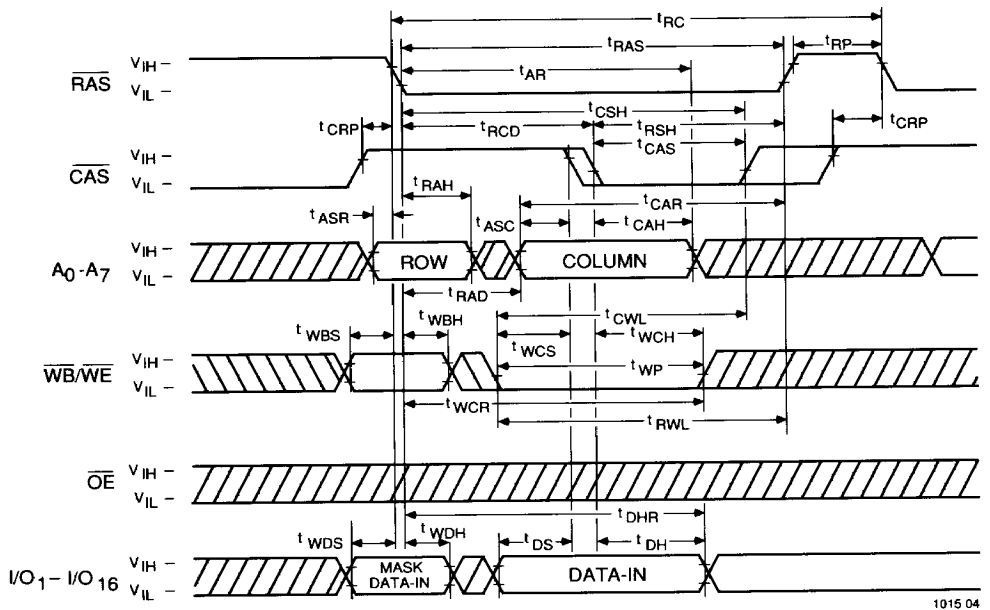 tRC
tRAS
tRP
RAS
VIH
VIL
tAR
tCSH
tCRP
tRCD
tRSH
tCRP
tCAS
CAS
VIH
VIL
tRAH
tCAR
tASR
tASC
tCAH
A0-A7
VIH
VIL
ROW
COLUMN
tRAD
tCWL
tWBS
tWBH
tWCS
tWCH
WB/WE
VIH
VIL
tWP
tWCR
tRWL
OE
VIH
VIL
tDHR
tWDS
tWDH
tDS
tDH
I/O1–I/O16
VIH
VIL
MASK
DATA-IN
DATA-IN
1015 04